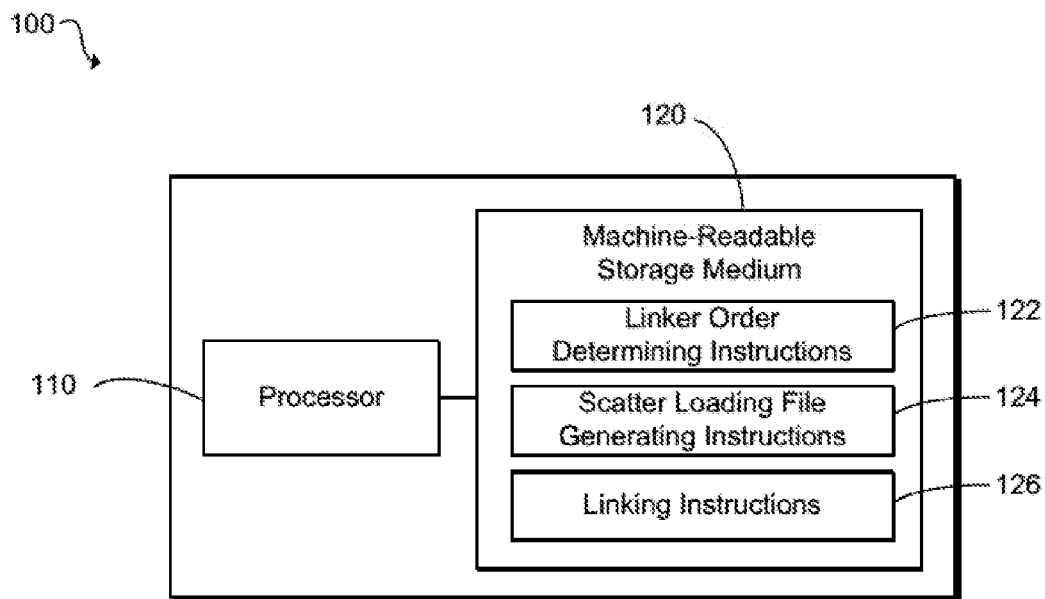 100
120
Machine-Readable
Storage Medium
Linker Order
Determining Instructions
122
110
Processor
Scatter Loading File
Generating Instructions
124
Linking Instructions
126